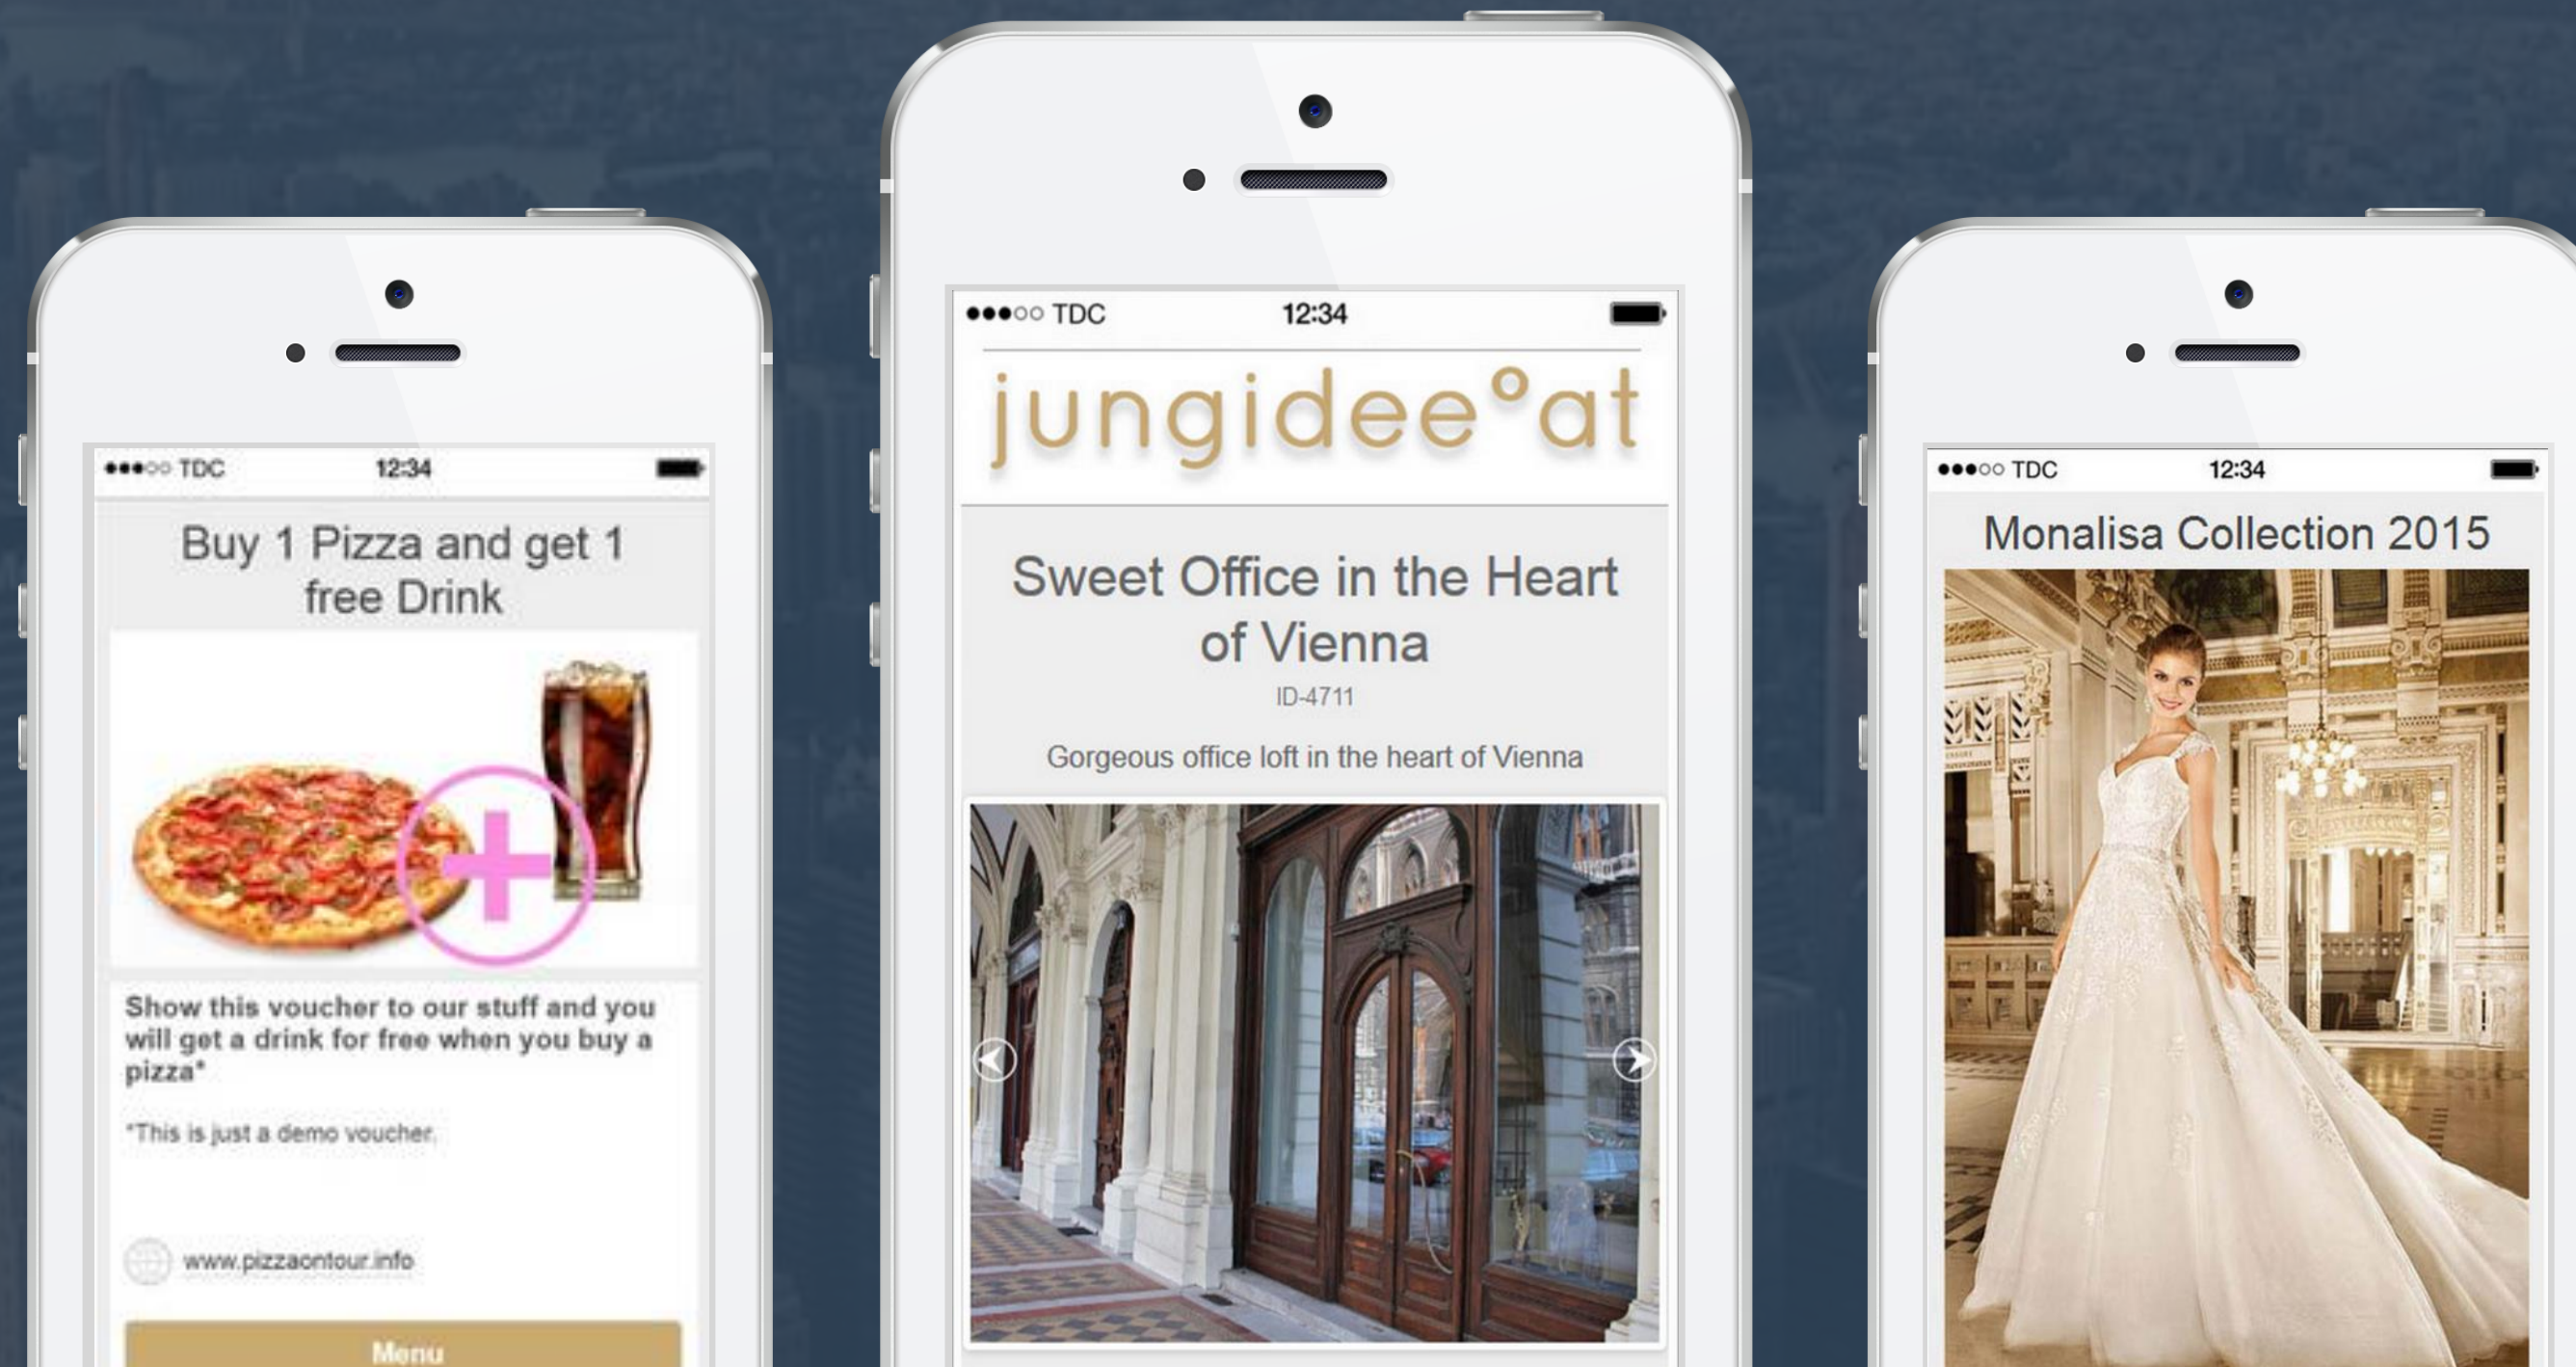 ●●●○○ TDC 12:34
Buy 1 Pizza and get 1
free Drink
Show this voucher to our stuff and you
will get a drink for free when you buy a
pizza*
*This is just a demo voucher.
www.pizzaontour.info
Menu
●●●○○ TDC 12:34
jungidee°at
Sweet Office in the Heart
of Vienna
ID-4711
Gorgeous office loft in the heart of Vienna
●●●○○ TDC 12:34
Monalisa Collection 2015